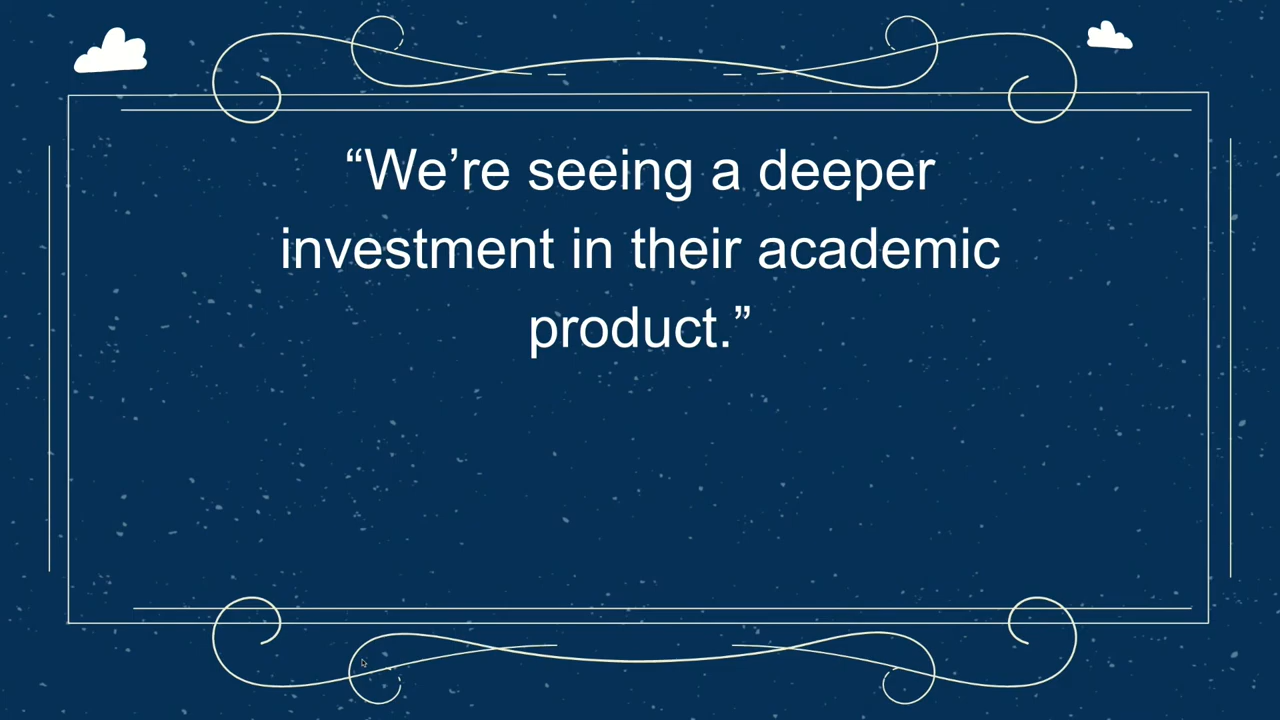 “We’re seeing a deeper
investment in their academic
product.”